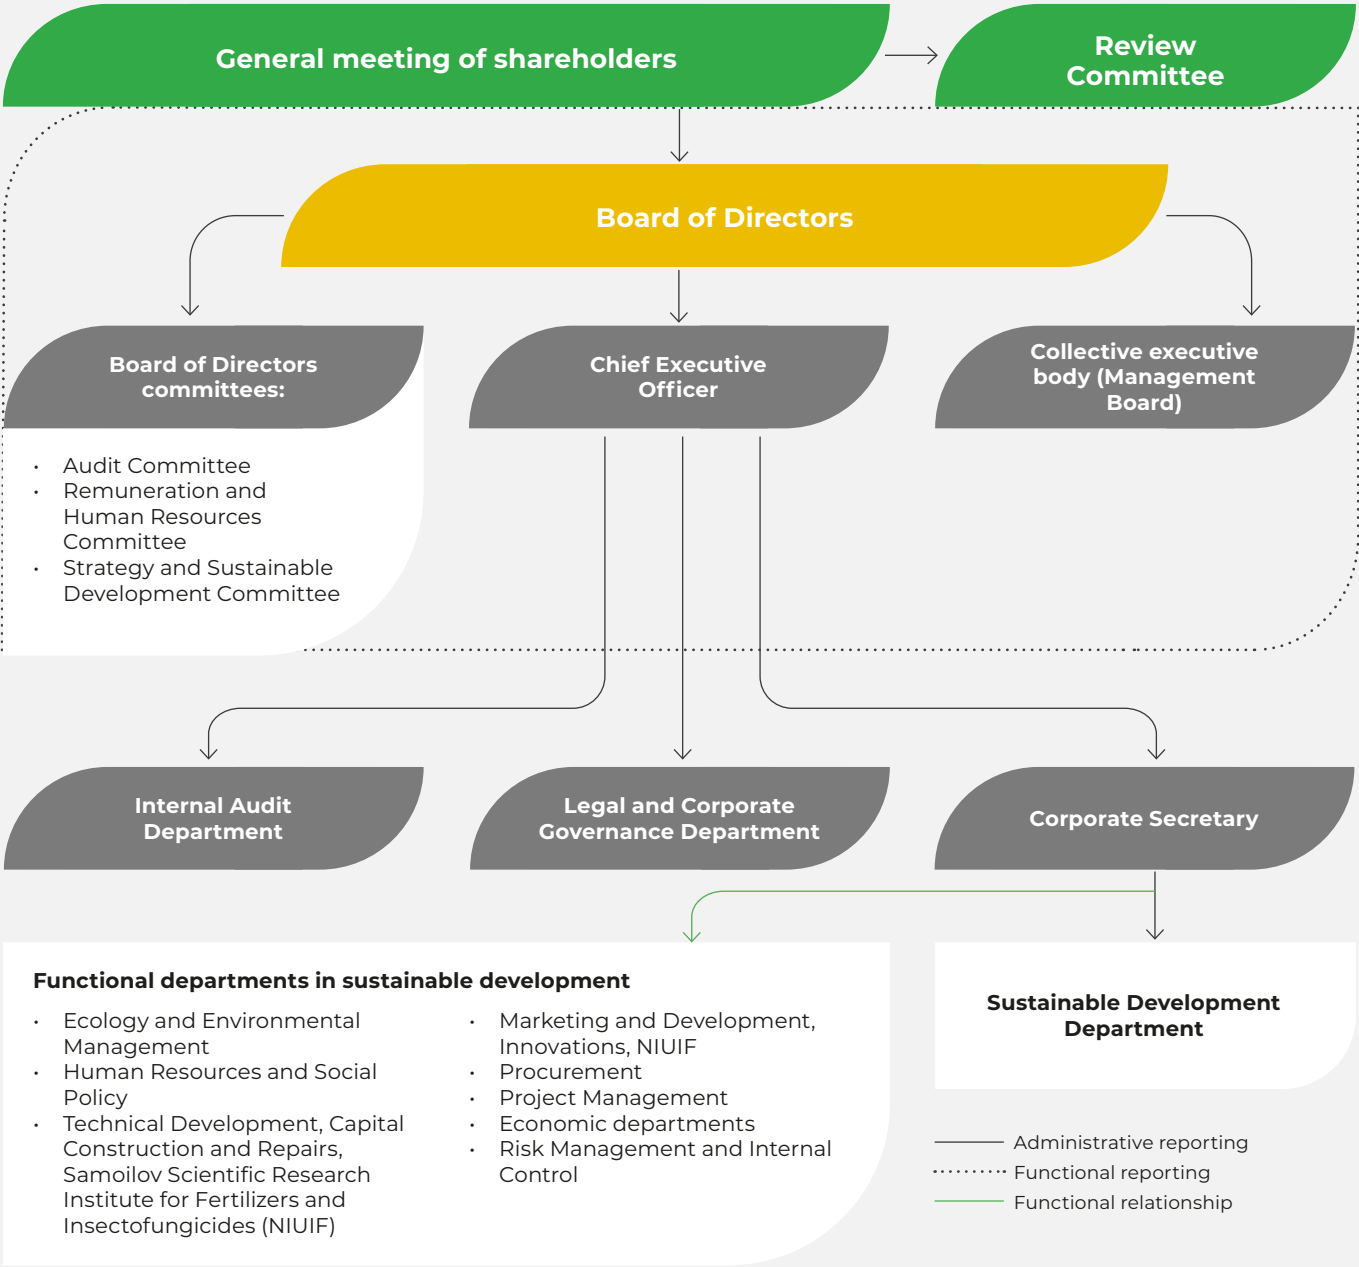 General meeting of shareholders
Review
Committee
Board of Directors
Board of Directors
committees:
Chief Executive
Officer
Collective executive
body (Management
Board)
• Audit Committee
• Remuneration and
Human Resources
Committee
• Strategy and Sustainable
Development Committee
Internal Audit
Department
Legal and Corporate
Governance Department
Corporate Secretary
Functional departments in sustainable development
• Ecology and Environmental
Management
• Human Resources and Social
Policy
• Technical Development, Capital
Construction and Repairs,
Samoilov Scientific Research
Institute for Fertilizers and
Insectofungicides (NIUIF)
• Marketing and Development,
Innovations, NIUIF
• Procurement
• Project Management
• Economic departments
• Risk Management and Internal
Control
Sustainable Development
Department
Administrative reporting
Functional reporting
Functional relationship